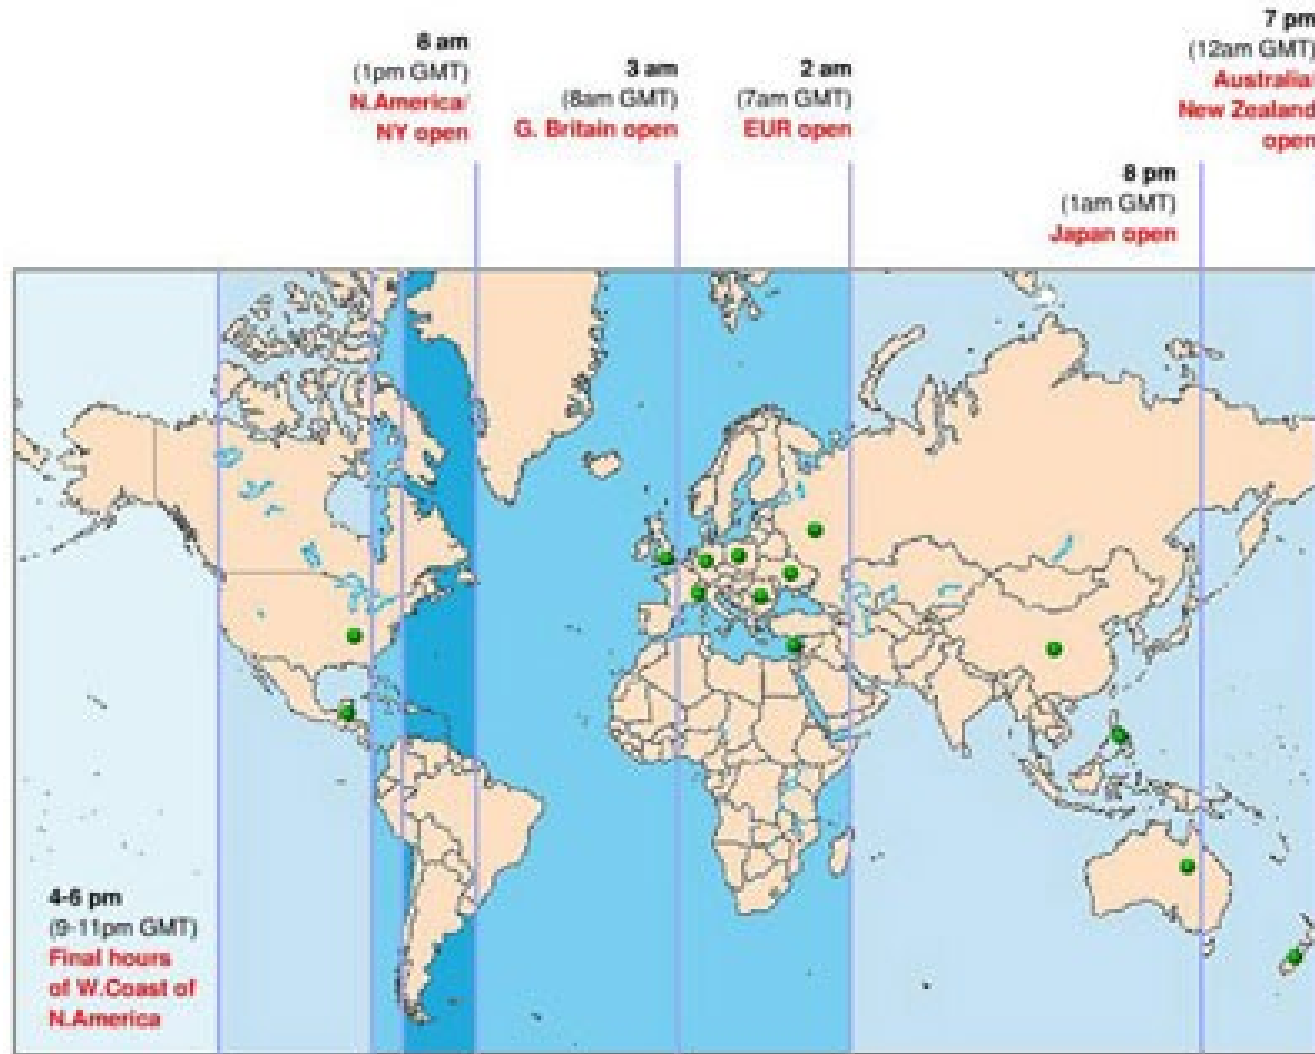 8 am
(1pm GMT)
N.America/
NY open
3 am
(8am GMT)
G. Britain open
2 am
(7am GMT)
EUR open
8 pm
(1am GMT)
Japan open
7 pm
(12am GMT)
Australia/
New Zealand
open
4-6 pm
(9-11pm GMT)
Final hours
of W.Coast of
N.America